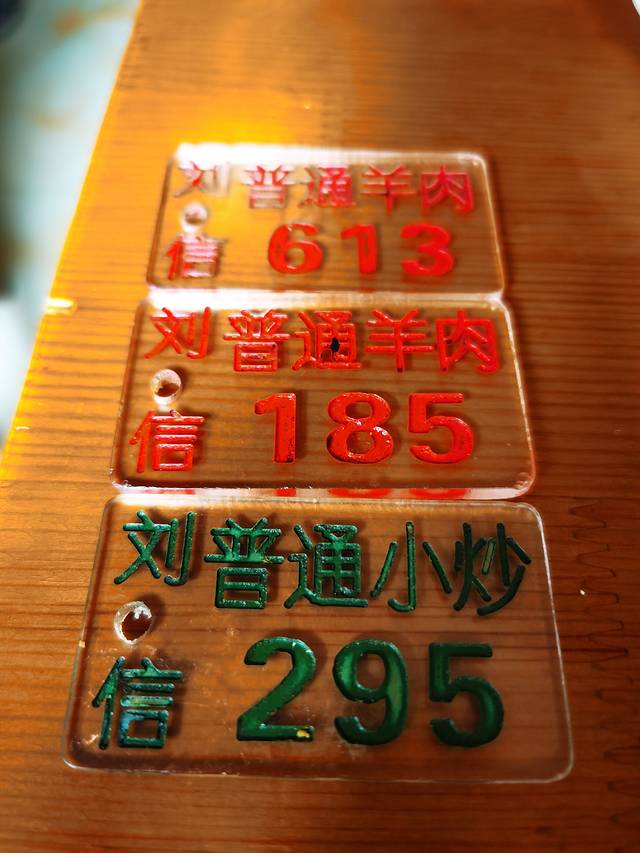 刘 普通羊肉
信 613
刘 普通羊肉
信 185
刘 普通小炒
信 295